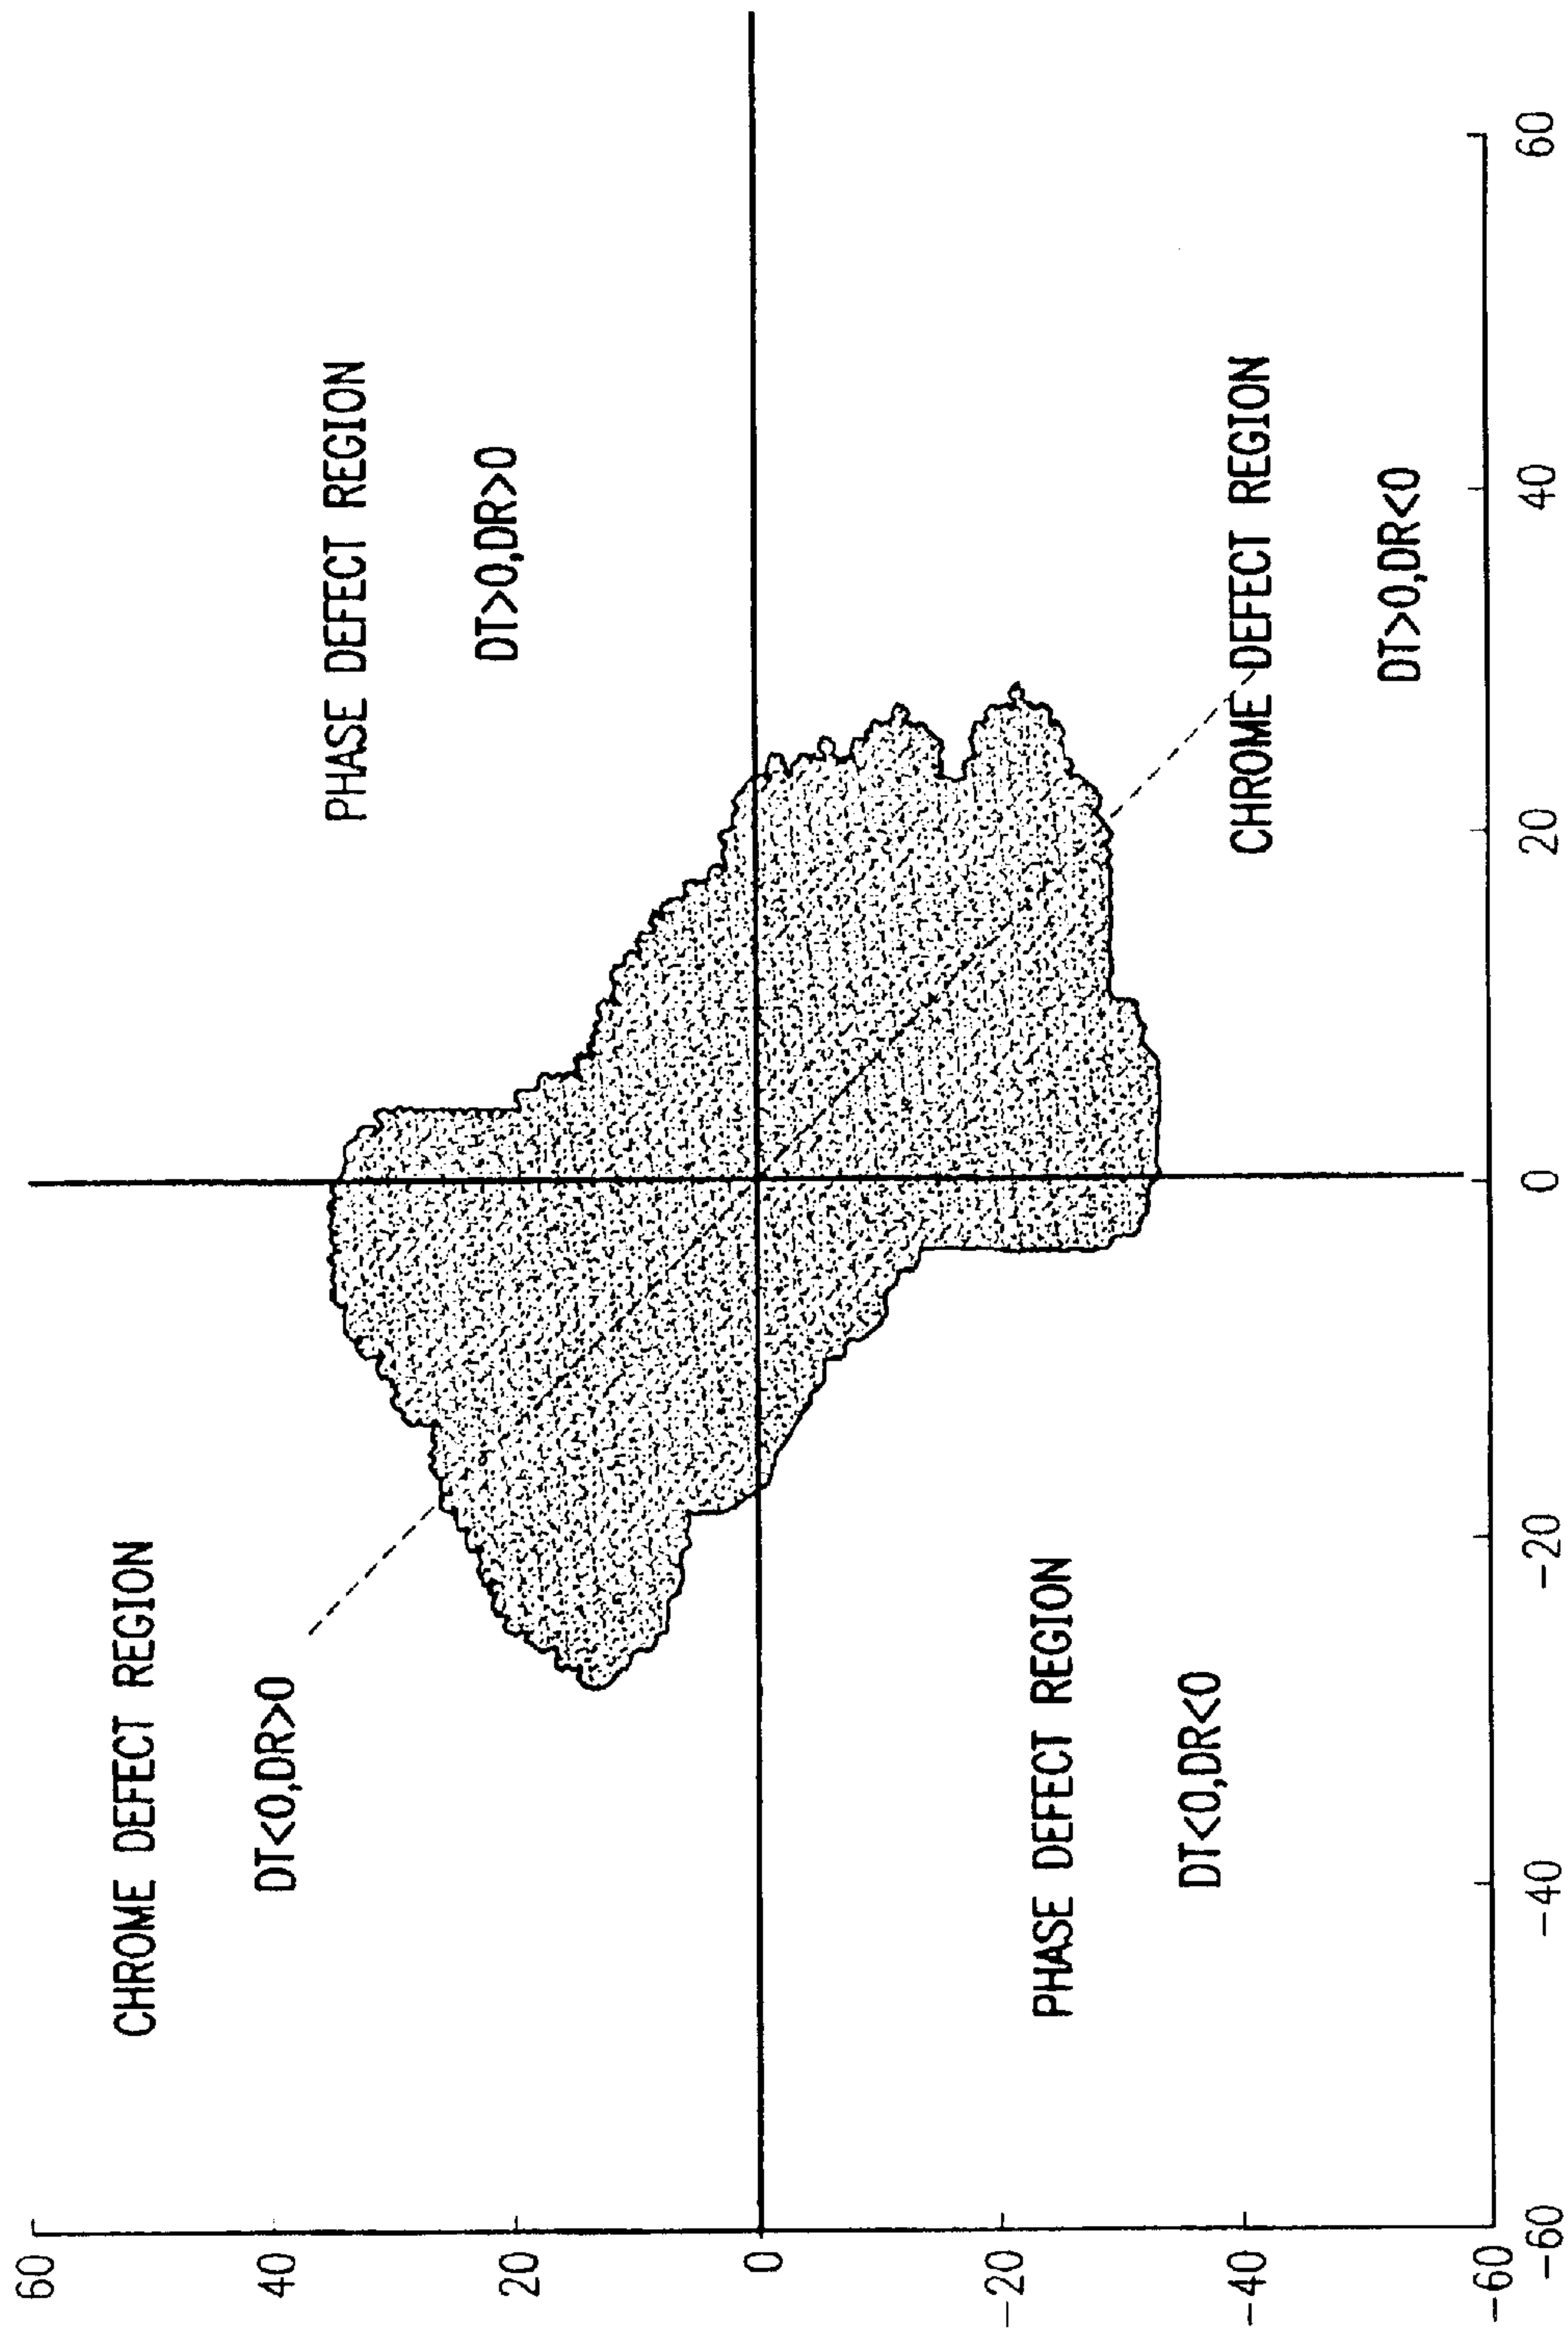 CHROME DEFECT REGION
DT<0,DR>0
PHASE DEFECT REGION
DT>0,DR>0
PHASE DEFECT REGION
DT<0,DR<0
CHROME DEFECT REGION
DT>0,DR<0
60
40
20
0
-20
-40
-60
-60
-40
-20
0
20
40
60